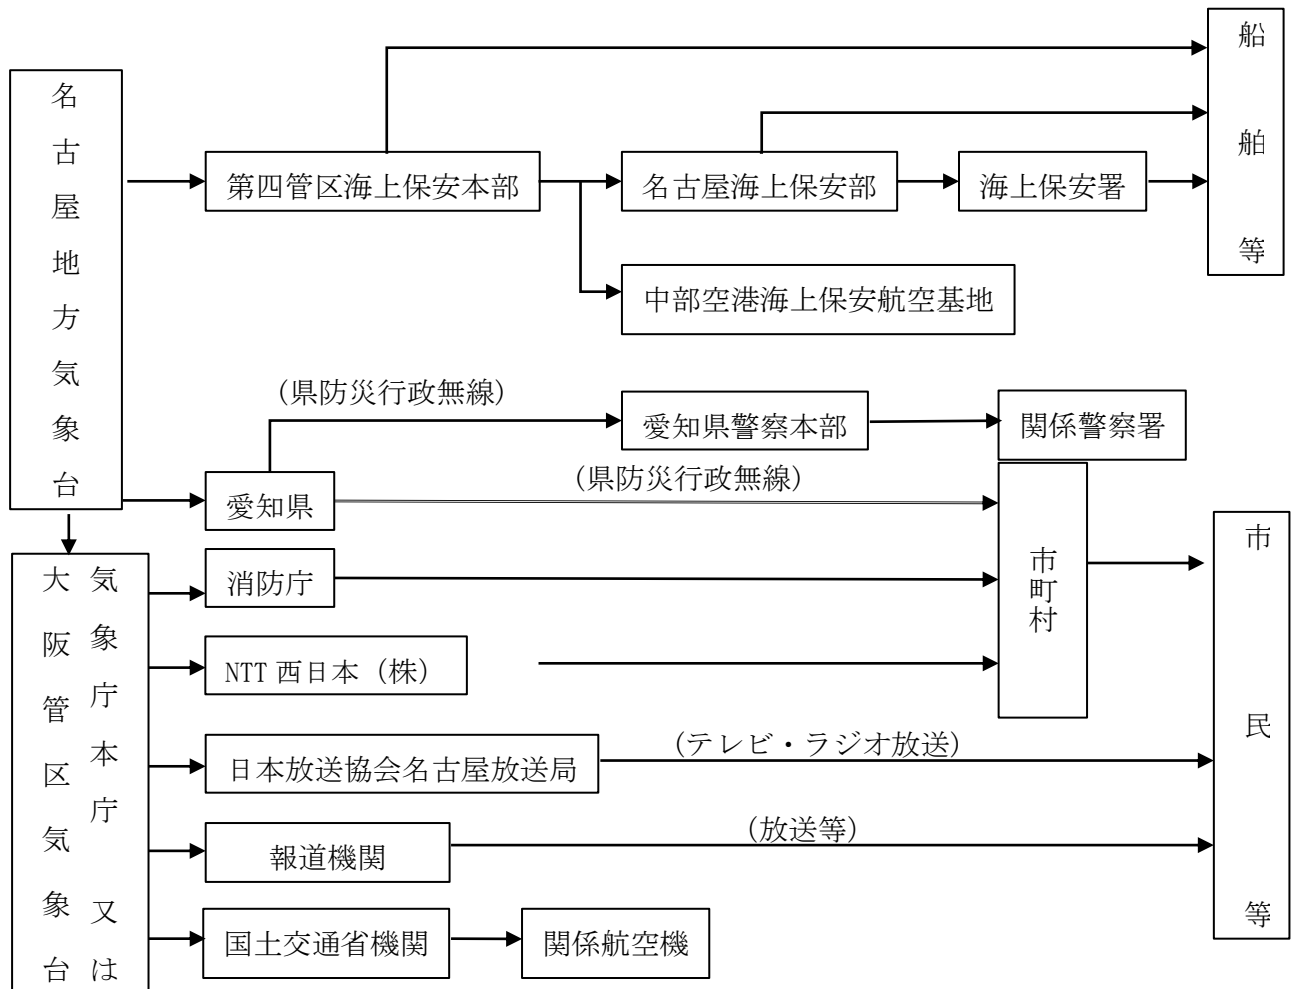 船舶等
名古屋地方気象台
第四管区海上保安本部
名古屋海上保安部
海上保安署
中部空港海上保安航空基地
(県防災行政無線)
愛知県警察本部
関係警察署
愛知県
(県防災行政無線)
市町村
市民等
気象庁本庁又は
大阪管区気象台
消防庁
NTT西日本（株）
日本放送協会名古屋放送局
(テレビ・ラジオ放送)
報道機関
(放送等)
国土交通省機関
関係航空機